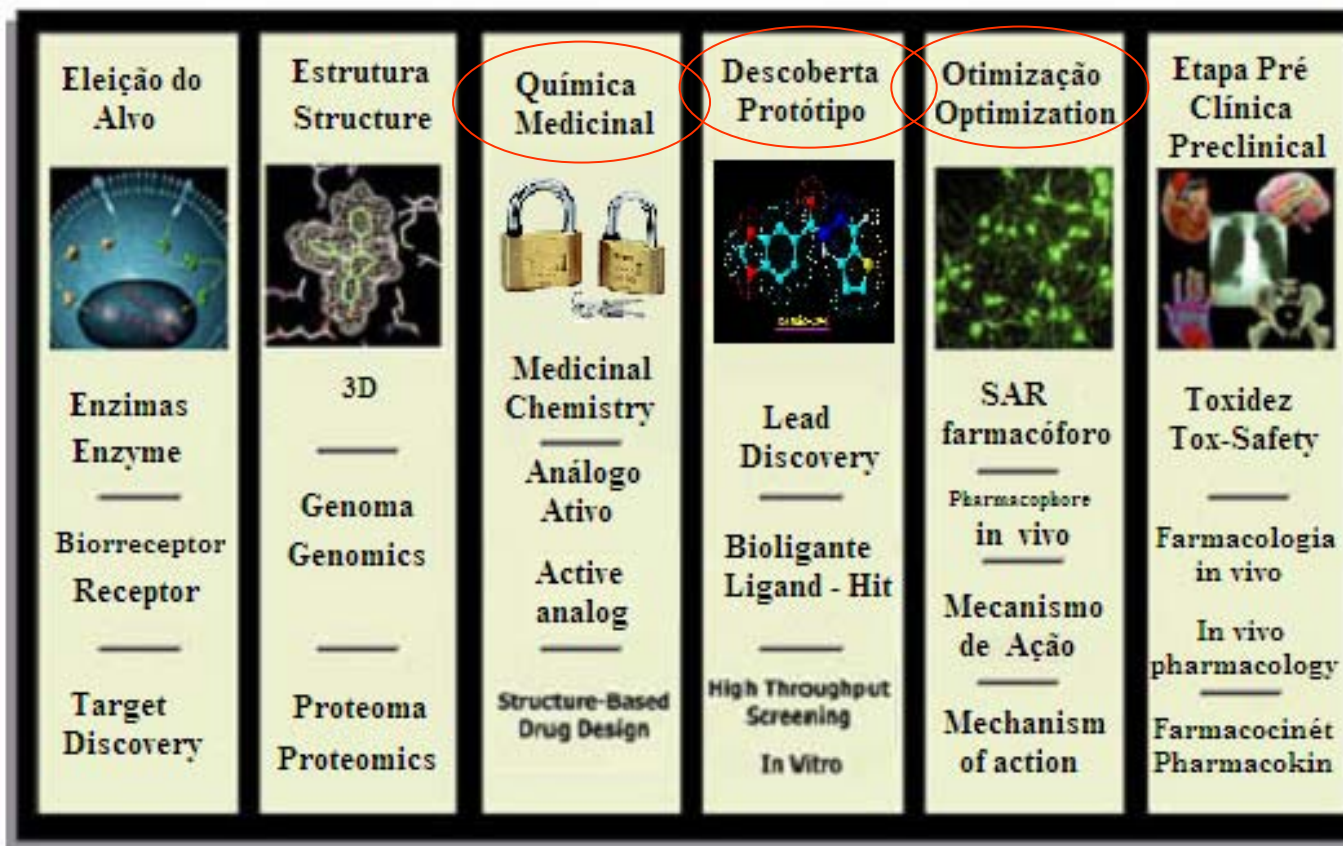 Eleição do
Alvo
Enzimas
Enzyme
Biorreceptor
Receptor
Target
Discovery
Estrutura
Structure
3D
Genoma
Genomics
Proteoma
Proteomics
Química
Medicinal
Medicinal
Chemistry
Análogo
Ativo
Active
analog
Structure-Based
Drug Design
Descoberta
Protótipo
Lead
Discovery
Bioligante
Ligand - Hit
High Throughput
Screening
In Vitro
Otimização
Optimization
SAR
farmacóforo
Pharmacophore
in vivo
Mecanismo
de Ação
Mechanism
of action
Etapa Pré
Clínica
Preclinical
Toxidez
Tox-Safety
Farmacologia
in vivo
In vivo
pharmacology
Farmacocinét
Pharmacokin